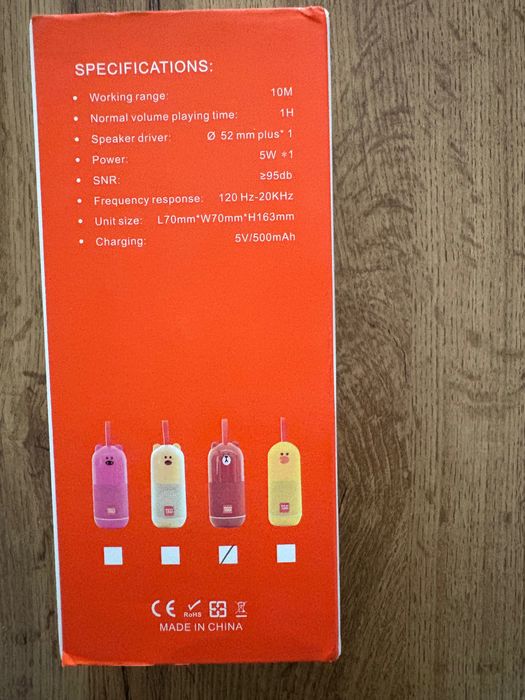 SPECIFICATIONS:
• Working range: 10M
• Normal volume playing time: 1H
• Speaker driver: Ø 52 mm plus* 1
• Power: 5W *1
• SNR: ≥95db
• Frequency response: 120 Hz-20KHz
• Unit size: L70mm*W70mm*H163mm
• Charging: 5V/500mAh
CE RoHS
MADE IN CHINA